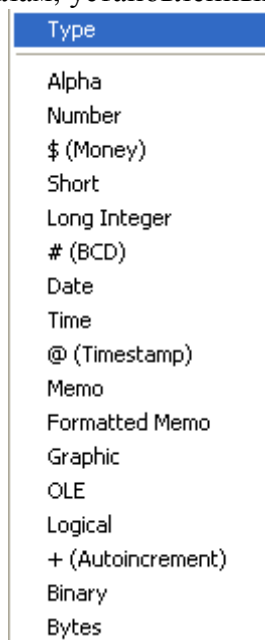 Type
Alpha
Number
$ (Money)
Short
Long Integer
# (BCD)
Date
Time
@ (Timestamp)
Memo
Formatted Memo
Graphic
OLE
Logical
+ (Autoincrement)
Binary
Bytes